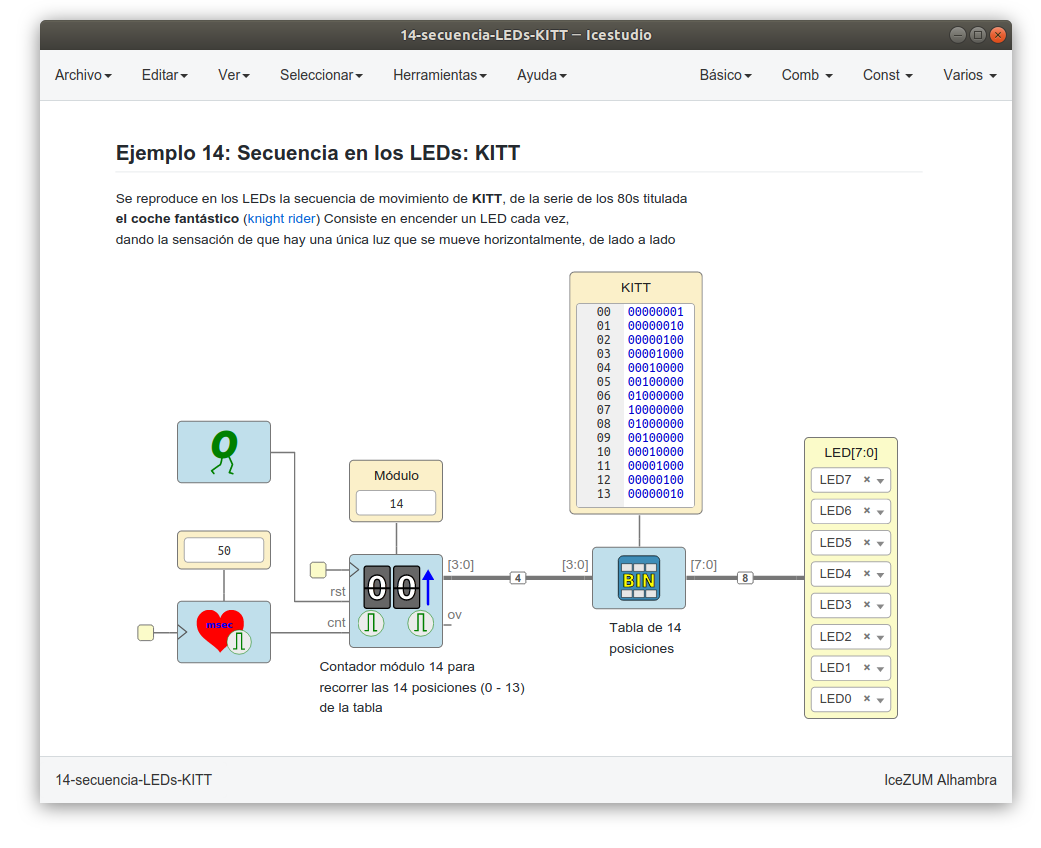 14-secuencia-LEDs-KITT – Icestudio
Archivo Editar Ver Seleccionar Herramientas Ayuda Básico Comb Const Varios
Ejemplo 14: Secuencia en los LEDs: KITT
Se reproduce en los LEDs la secuencia de movimiento de KITT, de la serie de los 80s titulada
el coche fantástico (knight rider) Consiste en encender un LED cada vez,
dando la sensación de que hay una única luz que se mueve horizontalmente, de lado a lado
KITT
00 00000001
01 00000010
02 00000100
03 00001000
04 00010000
05 00100000
06 01000000
07 10000000
08 01000000
09 00100000
10 00010000
11 00001000
12 00000100
13 00000010
0
Módulo
14
50
msec
rst
cnt
00
[3:0]
ov
4
[3:0]
BIN
[7:0]
8
Contador módulo 14 para
recorrer las 14 posiciones (0 - 13)
de la tabla
Tabla de 14
posiciones
LED[7:0]
LED7 ×
LED6 ×
LED5 ×
LED4 ×
LED3 ×
LED2 ×
LED1 ×
LED0 ×
14-secuencia-LEDs-KITT
IceZUM Alhambra